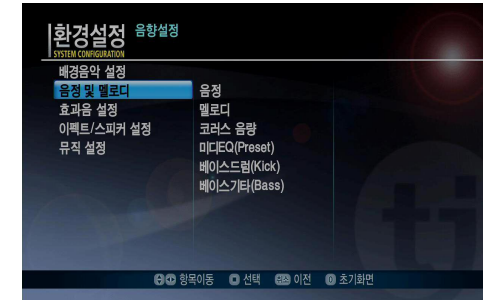 환경설정 음향설정
SYSTEM CONFIGURATION
배경음악 설정
음정 및 멜로디 음정
효과음 설정 멜로디
이펙트/스피커 설정 코러스 음량
뮤직 설정 미디EQ(Preset)
베이스드럼(Kick)
베이스기타(Bass)
tj
항목이동 선택 취소 이전 초기화면